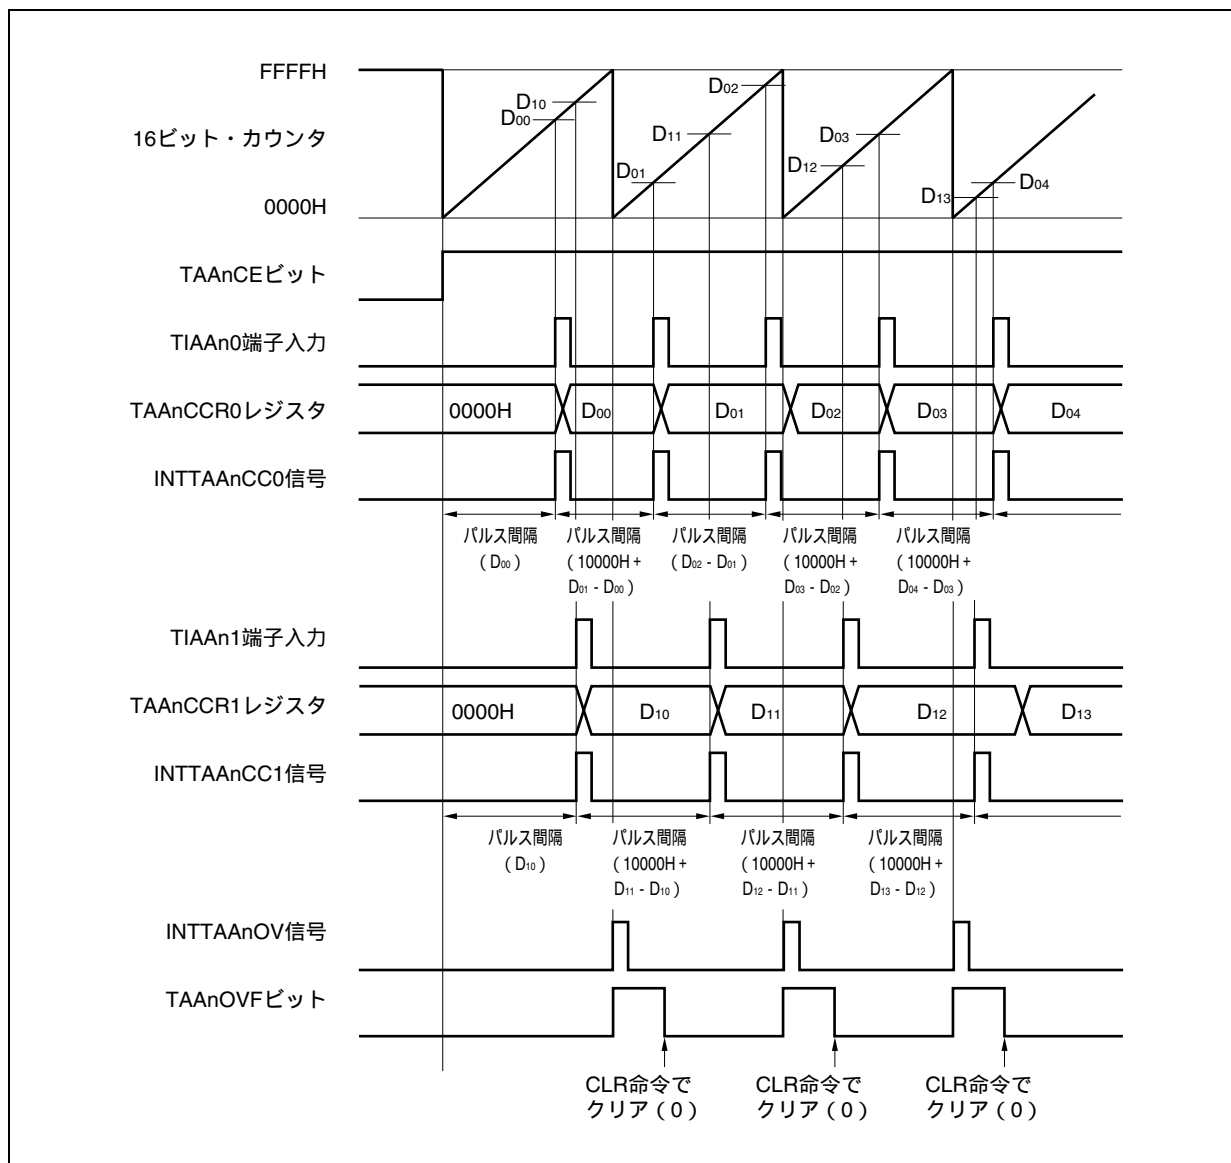 FFFFH
D10
D00
D02
16ビット・カウンタ
D11
D03
D12
D01
D13
D04
0000H
TAAnCEビット
TIAAn0端子入力
TAAnCCR0レジスタ
0000H
D00
D01
D02
D03
D04
INTTAAnCC0信号
パルス間隔
(D00)
パルス間隔
(10000H +
D01 - D00)
パルス間隔
(D02 - D01)
パルス間隔
(10000H +
D03 - D02)
パルス間隔
(10000H +
D04 - D03)
TIAAn1端子入力
TAAnCCR1レジスタ
0000H
D10
D11
D12
D13
INTTAAnCC1信号
パルス間隔
(D10)
パルス間隔
(10000H +
D11 - D10)
パルス間隔
(10000H +
D12 - D11)
パルス間隔
(10000H +
D13 - D12)
INTTAAnOV信号
TAAnOVFビット
CLR命令で
クリア(0)
CLR命令で
クリア(0)
CLR命令で
クリア(0)